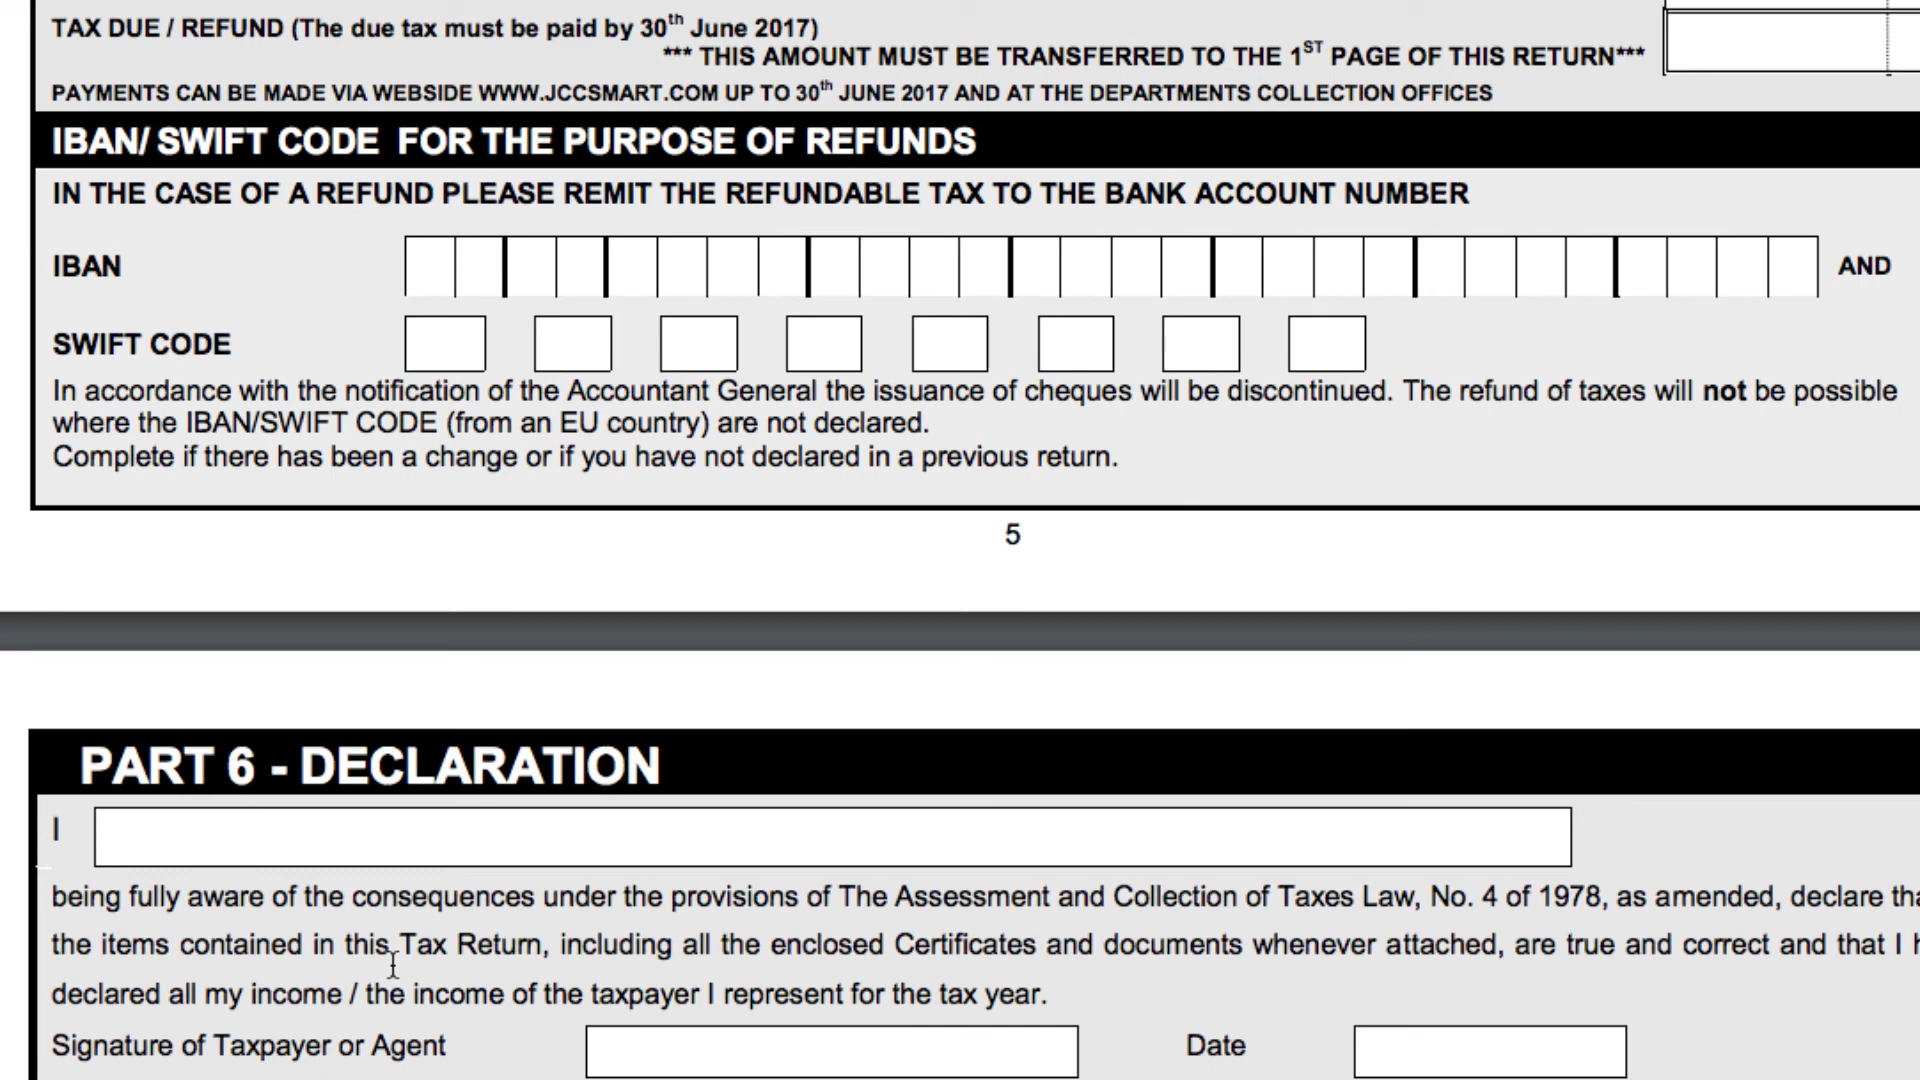 TAX DUE / REFUND (The due tax must be paid by 30th June 2017)
*** THIS AMOUNT MUST BE TRANSFERRED TO THE 1ST PAGE OF THIS RETURN***
PAYMENTS CAN BE MADE VIA WEBSIDE WWW.JCCSMART.COM UP TO 30th JUNE 2017 AND AT THE DEPARTMENTS COLLECTION OFFICES
IBAN/ SWIFT CODE FOR THE PURPOSE OF REFUNDS
IN THE CASE OF A REFUND PLEASE REMIT THE REFUNDABLE TAX TO THE BANK ACCOUNT NUMBER
IBAN AND
SWIFT CODE
In accordance with the notification of the Accountant General the issuance of cheques will be discontinued. The refund of taxes will not be possible
where the IBAN/SWIFT CODE (from an EU country) are not declared.
Complete if there has been a change or if you have not declared in a previous return.
5
PART 6 - DECLARATION
I
being fully aware of the consequences under the provisions of The Assessment and Collection of Taxes Law, No. 4 of 1978, as amended, declare
the items contained in this Tax Return, including all the enclosed Certificates and documents whenever attached, are true and correct and that I
declared all my income / the income of the taxpayer I represent for the tax year.
Signature of Taxpayer or Agent Date